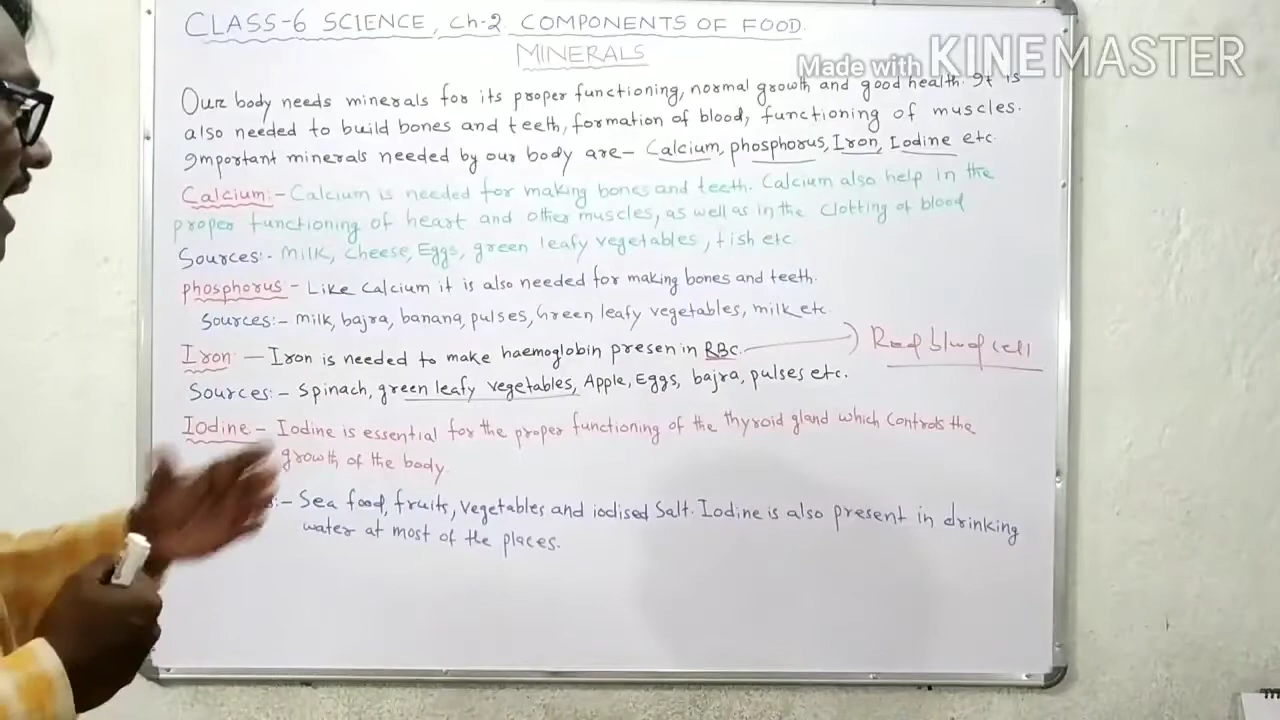 CLASS-6 SCIENCE, Ch-2 COMPONENTS OF FOOD.
MINERALS
Made with KINEMASTER
Our body needs minerals for its proper functioning, normal growth and good health. It is
also needed to build bones and teeth, formation of blood, functioning of muscles.
Important minerals needed by our body are- Calcium, phosphorus, Iron, Iodine etc.
Calcium:- Calcium is needed for making bones and teeth. Calcium also help in the
proper functioning of heart and other muscles, as well as in the clotting of blood
Sources:- Milk, Cheese, Eggs, green leafy vegetables, fish etc.
phosphorus - Like calcium it is also needed for making bones and teeth.
Sources:- milk, bajra, banana, pulses, Green leafy vegetables, milk etc.
Iron - Iron is needed to make haemoglobin presen in RBC. Red blood cell
Sources:- Spinach, green leafy vegetables, Apple, Eggs, bajra, pulses etc.
Iodine - Iodine is essential for the proper functioning of the thyroid gland which controts the
growth of the body.
:- Sea food, fruits, vegetables and iodised Salt. Iodine is also present in drinking
water at most of the places.